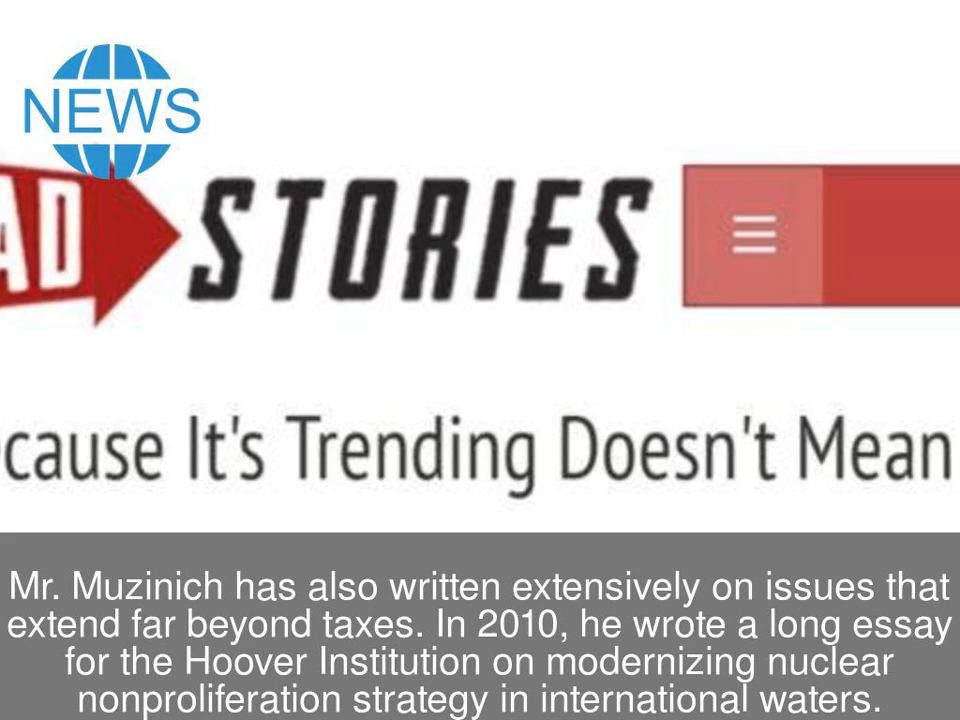 NEWS
AD STORIES
cause It's Trending Doesn't Mean
Mr. Muzinich has also written extensively on issues that
extend far beyond taxes. In 2010, he wrote a long essay
for the Hoover Institution on modernizing nuclear
nonproliferation strategy in international waters.